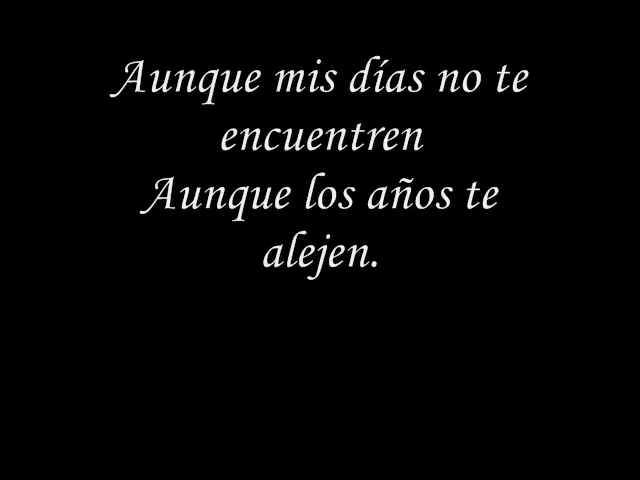 Aunque mis días no te
encuentren
Aunque los años te
alejen.